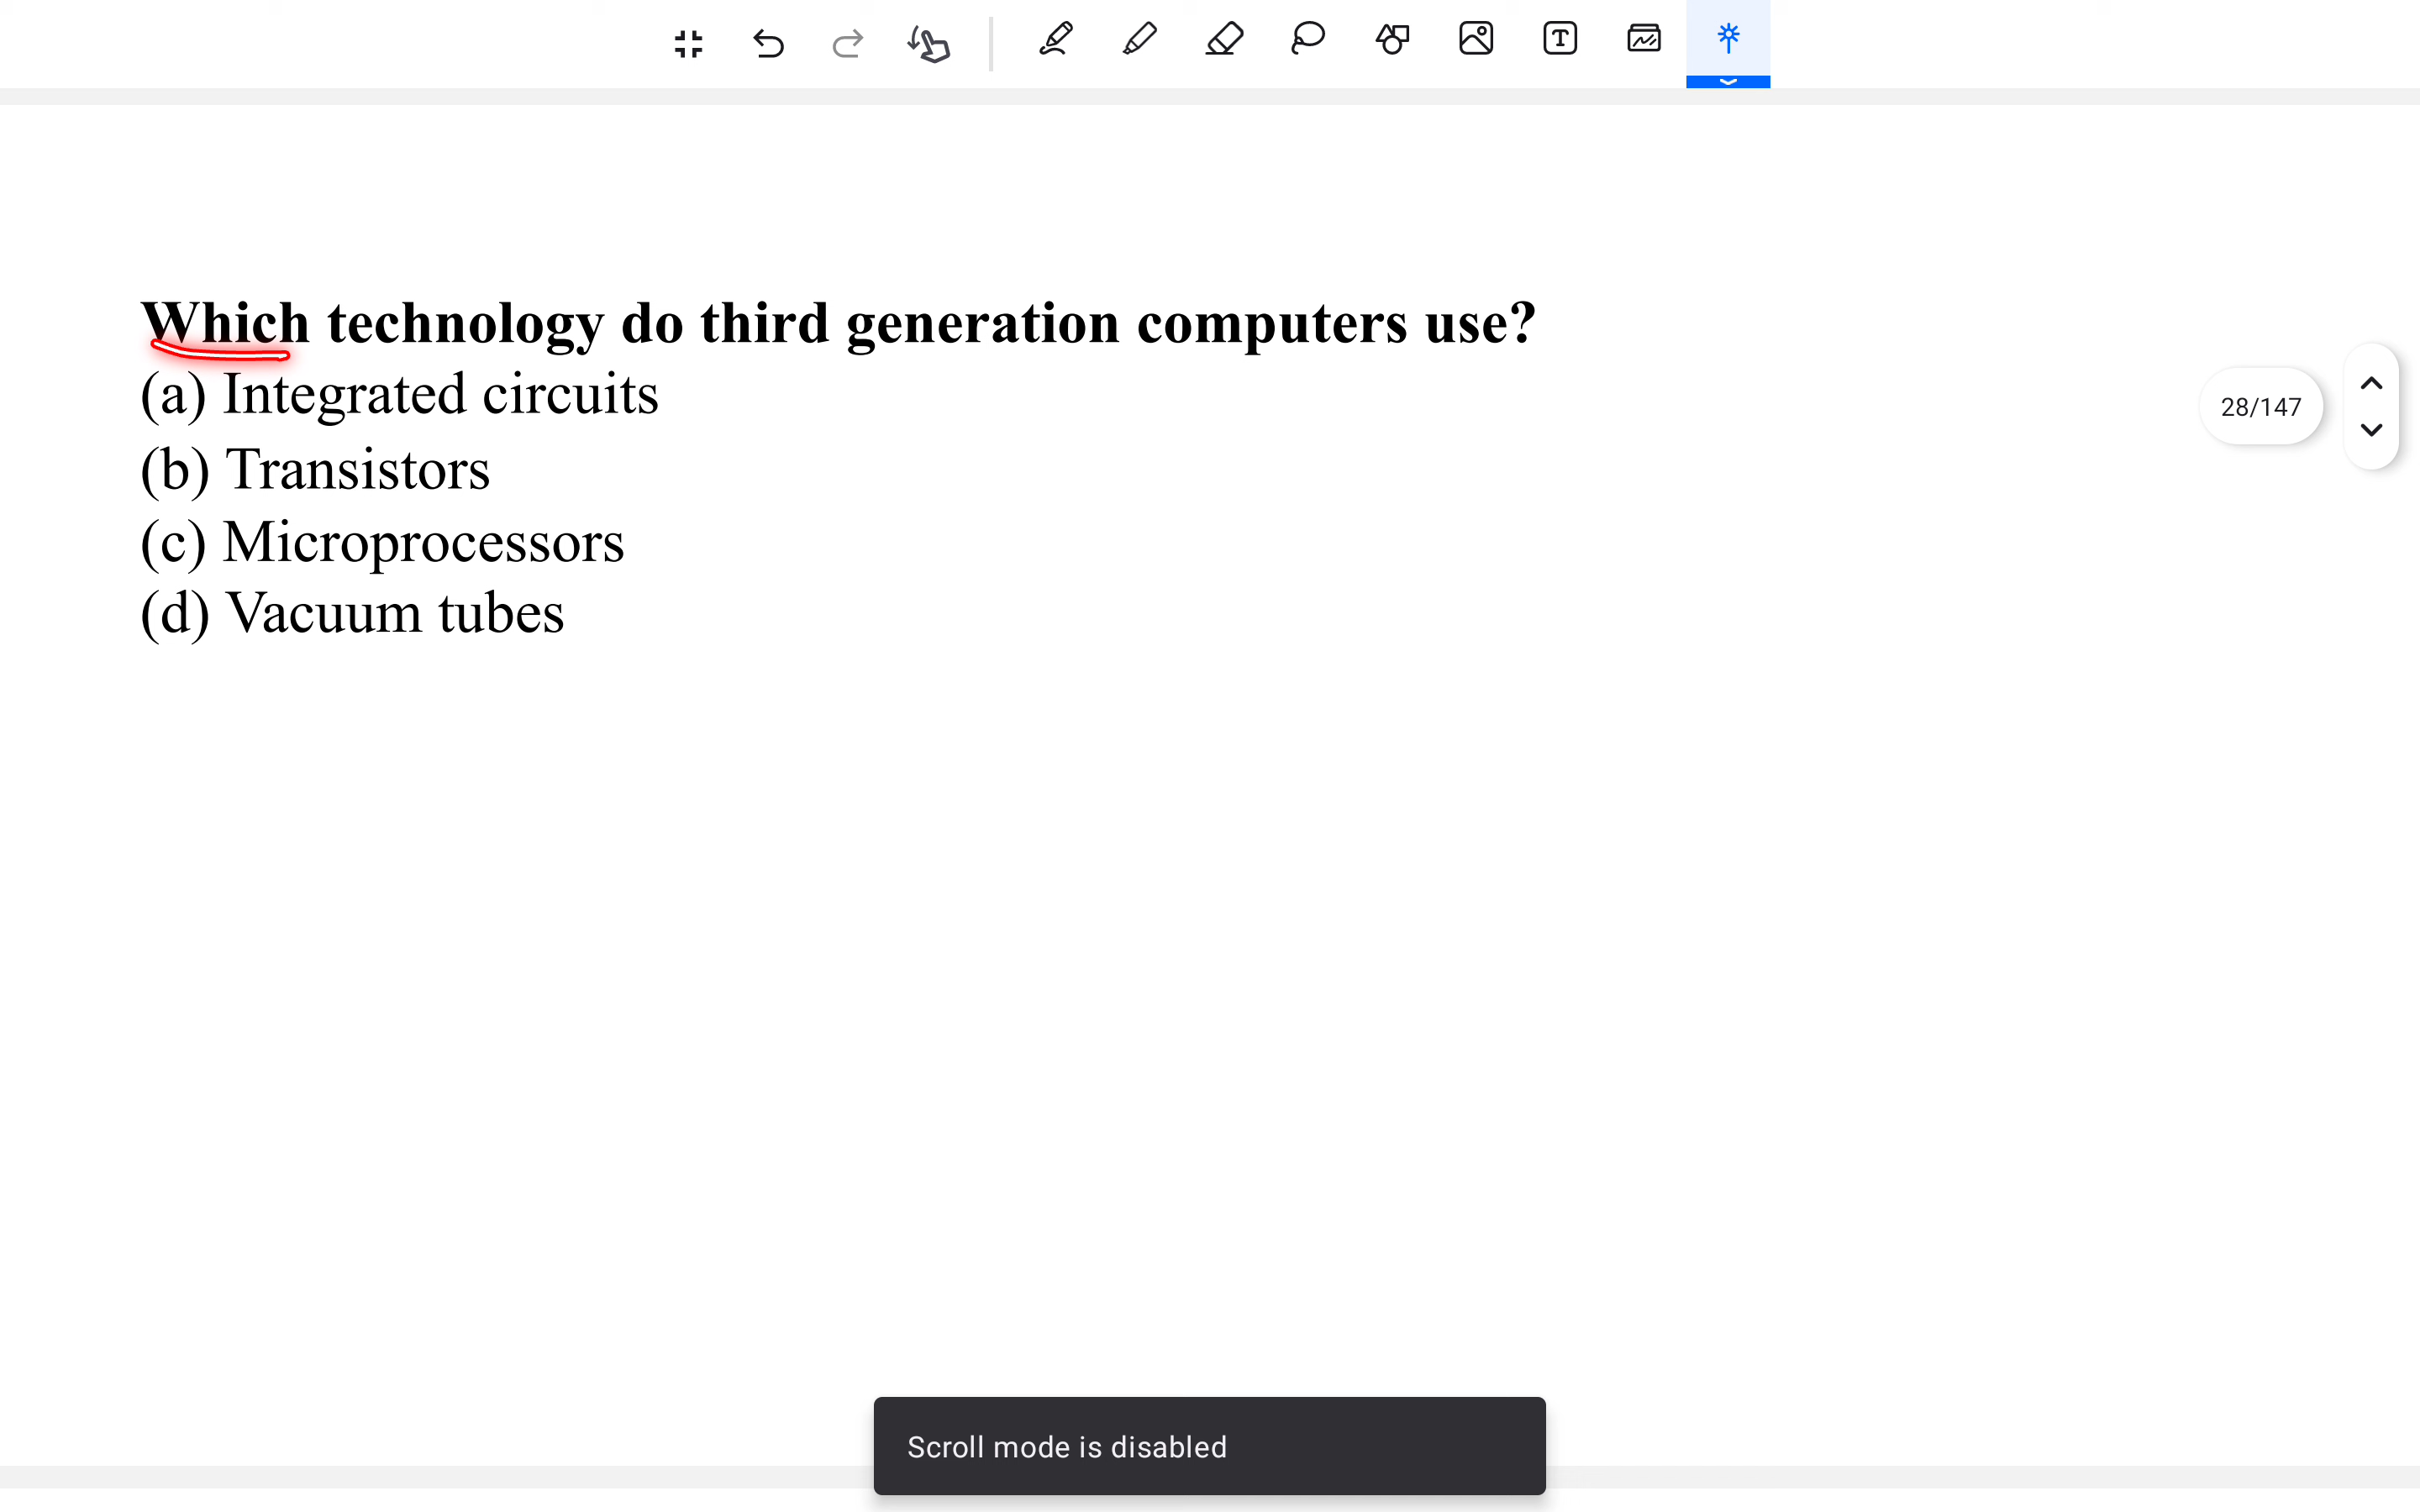 Which technology do third generation computers use?
(a) Integrated circuits
28/147
(b) Transistors
(c) Microprocessors
(d) Vacuum tubes
Scroll mode is disabled